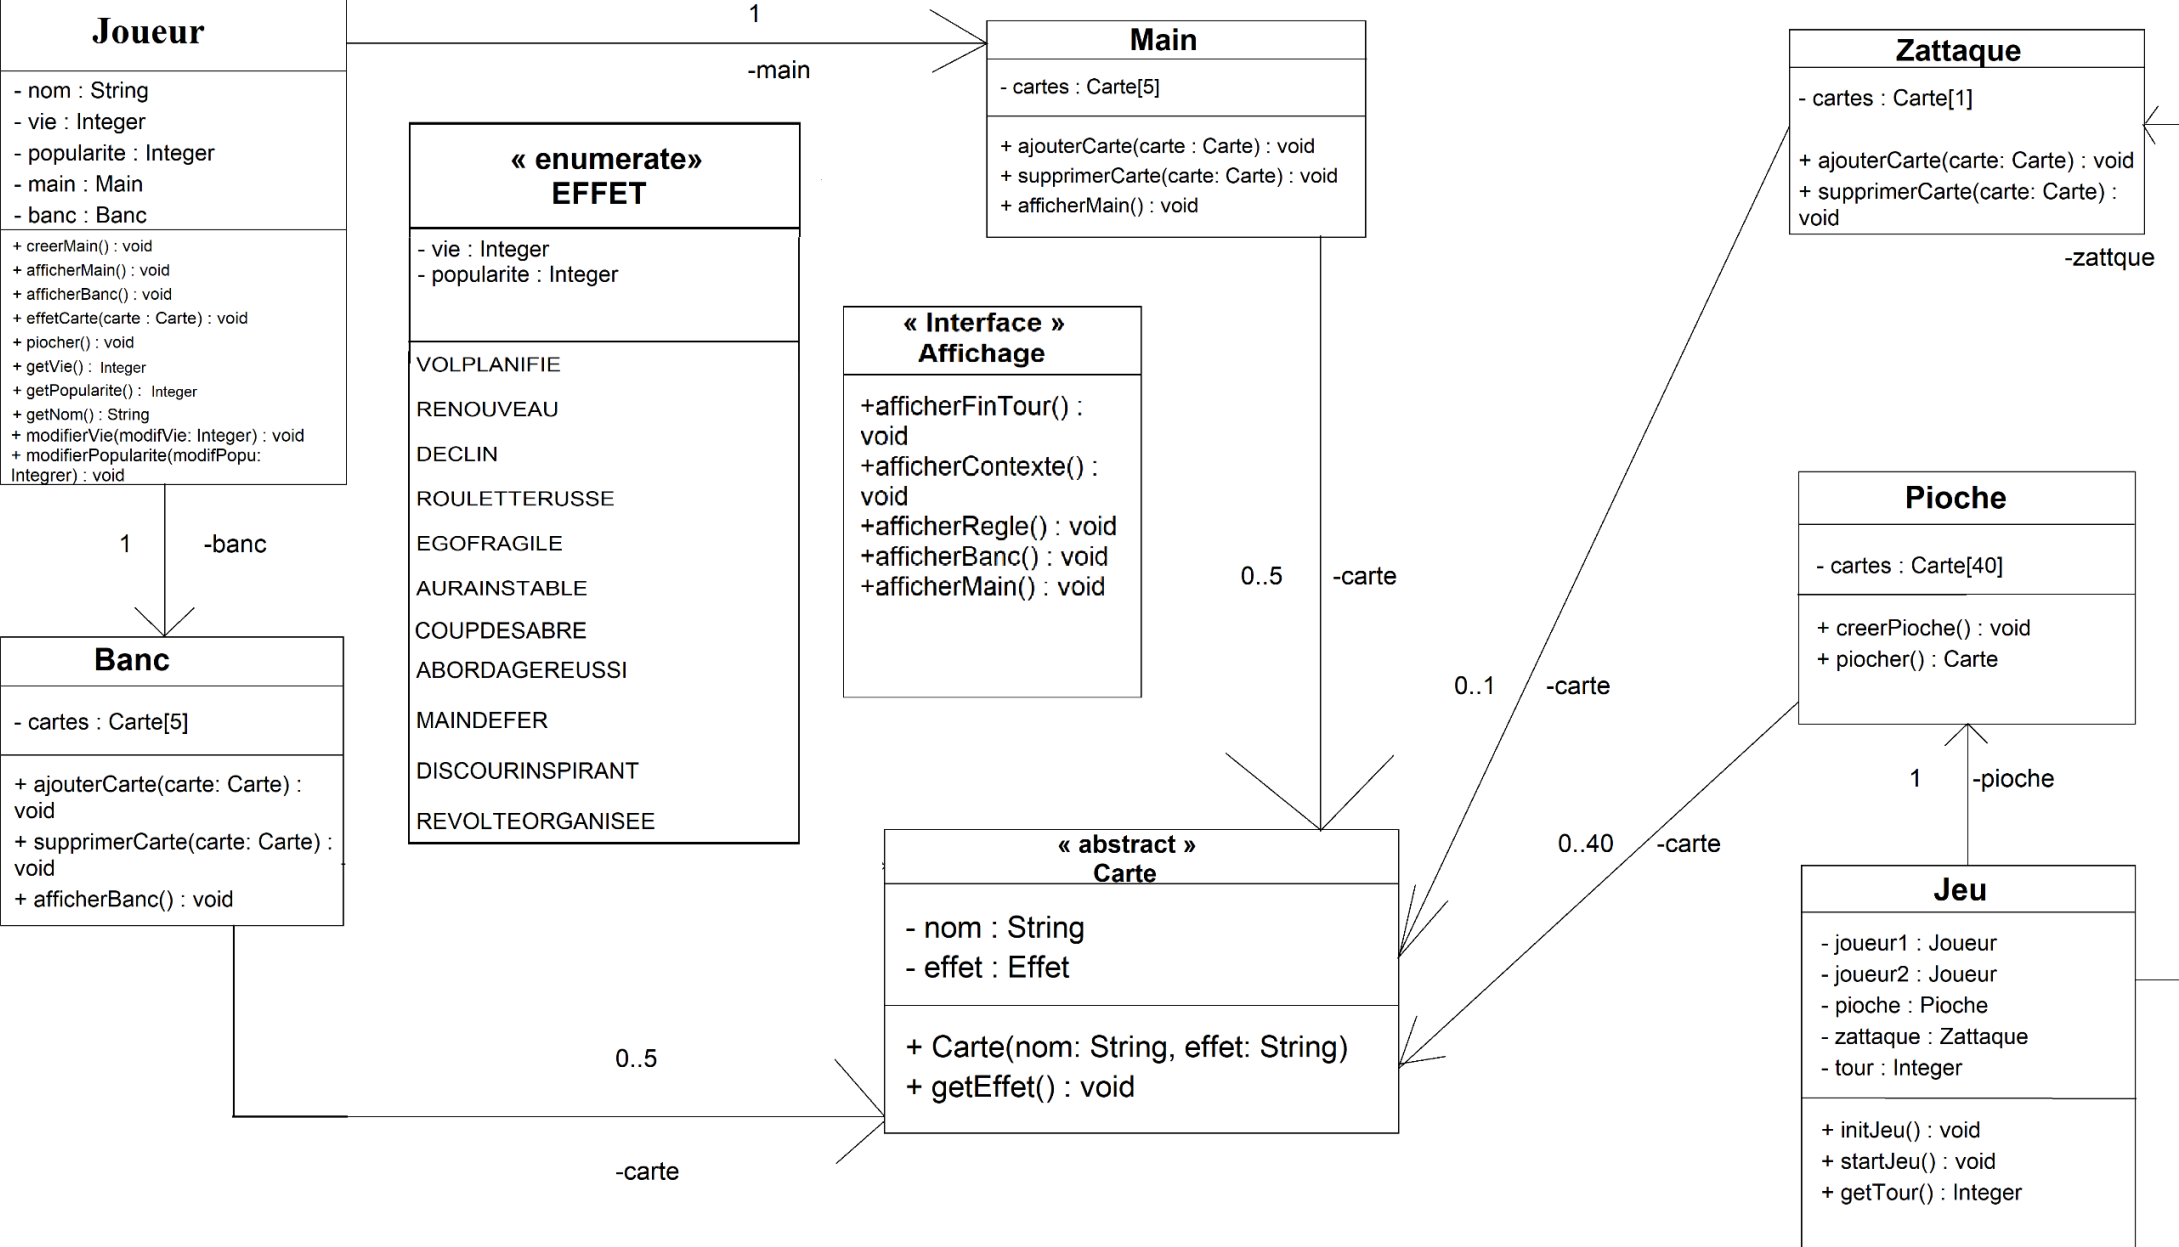 Joueur
- nom : String
- vie : Integer
- popularite : Integer
- main : Main
- banc : Banc
+ creerMain() : void
+ afficherMain() : void
+ afficherBanc() : void
+ effetCarte(carte : Carte) : void
+ piocher() : void
+ getVie() : Integer
+ getPopularite() : Integer
+ getNom() : String
+ modifierVie(modifVie: Integer) : void
+ modifierPopularite(modifPopu:
Integrer) : void
1
-main
1
-banc
Banc
- cartes : Carte[5]
+ ajouterCarte(carte: Carte) :
void
+ supprimerCarte(carte: Carte) :
void
+ afficherBanc() : void
0..5
-carte
« enumerate»
EFFET
- vie : Integer
- popularite : Integer
VOLPLANIFIE
RENOUVEAU
DECLIN
ROULETTERUSSE
EGOFRAGILE
AURAINSTABLE
COUPDESABRE
ABORDAGEREUSSI
MAINDEFER
DISCOURINSPIRANT
REVOLTEORGANISEE
Main
- cartes : Carte[5]
+ ajouterCarte(carte : Carte) : void
+ supprimerCarte(carte: Carte) : void
+ afficherMain() : void
« Interface »
Affichage
+afficherFinTour() :
void
+afficherContexte() :
void
+afficherRegle() : void
+afficherBanc() : void
+afficherMain() : void
0..5
-carte
« abstract »
Carte
- nom : String
- effet : Effet
+ Carte(nom: String, effet: String)
+ getEffet() : void
Zattaque
- cartes : Carte[1]
+ ajouterCarte(carte: Carte) : void
+ supprimerCarte(carte: Carte) :
void
-zattque
0..1
-carte
Pioche
- cartes : Carte[40]
+ creerPioche() : void
+ piocher() : Carte
1
-pioche
0..40
-carte
Jeu
- joueur1 : Joueur
- joueur2 : Joueur
- pioche : Pioche
- zattaque : Zattaque
- tour : Integer
+ initJeu() : void
+ startJeu() : void
+ getTour() : Integer